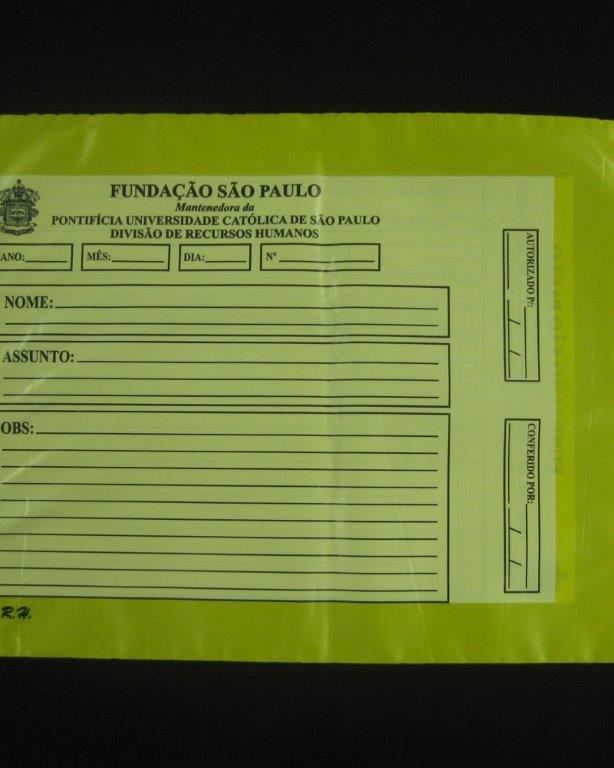 FUNDAÇÃO SÃO PAULO
Mantenedora da
PONTIFÍCIA UNIVERSIDADE CATÓLICA DE SÃO PAULO
DIVISÃO DE RECURSOS HUMANOS
ANO:
MÊS:
DIA:
Nº
NOME:
ASSUNTO:
OBS:
AUTORIZADO P/:
/ /
CONFERIDO POR:
/ /
R.H.